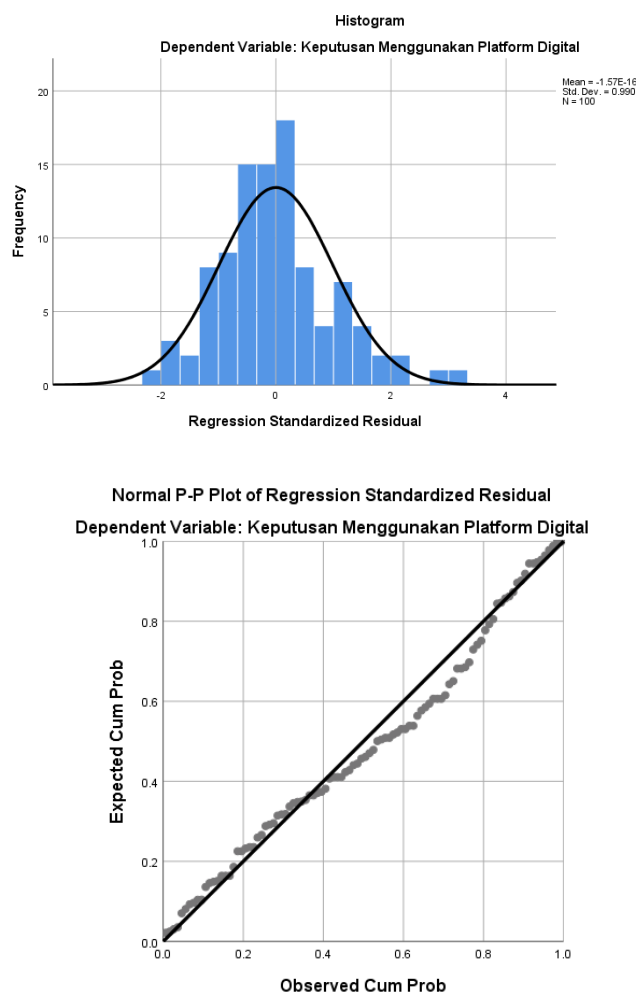 Histogram
Dependent Variable: Keputusan Menggunakan Platform Digital
Mean = -1.57E-16
Std. Dev. = 0.990
N = 100
20
15
10
5
0
Frequency
-2
0
2
4
Regression Standardized Residual
Normal P-P Plot of Regression Standardized Residual
Dependent Variable: Keputusan Menggunakan Platform Digital
1.0
0.8
0.6
0.4
0.2
0.0
Expected Cum Prob
0.0
0.2
0.4
0.6
0.8
1.0
Observed Cum Prob